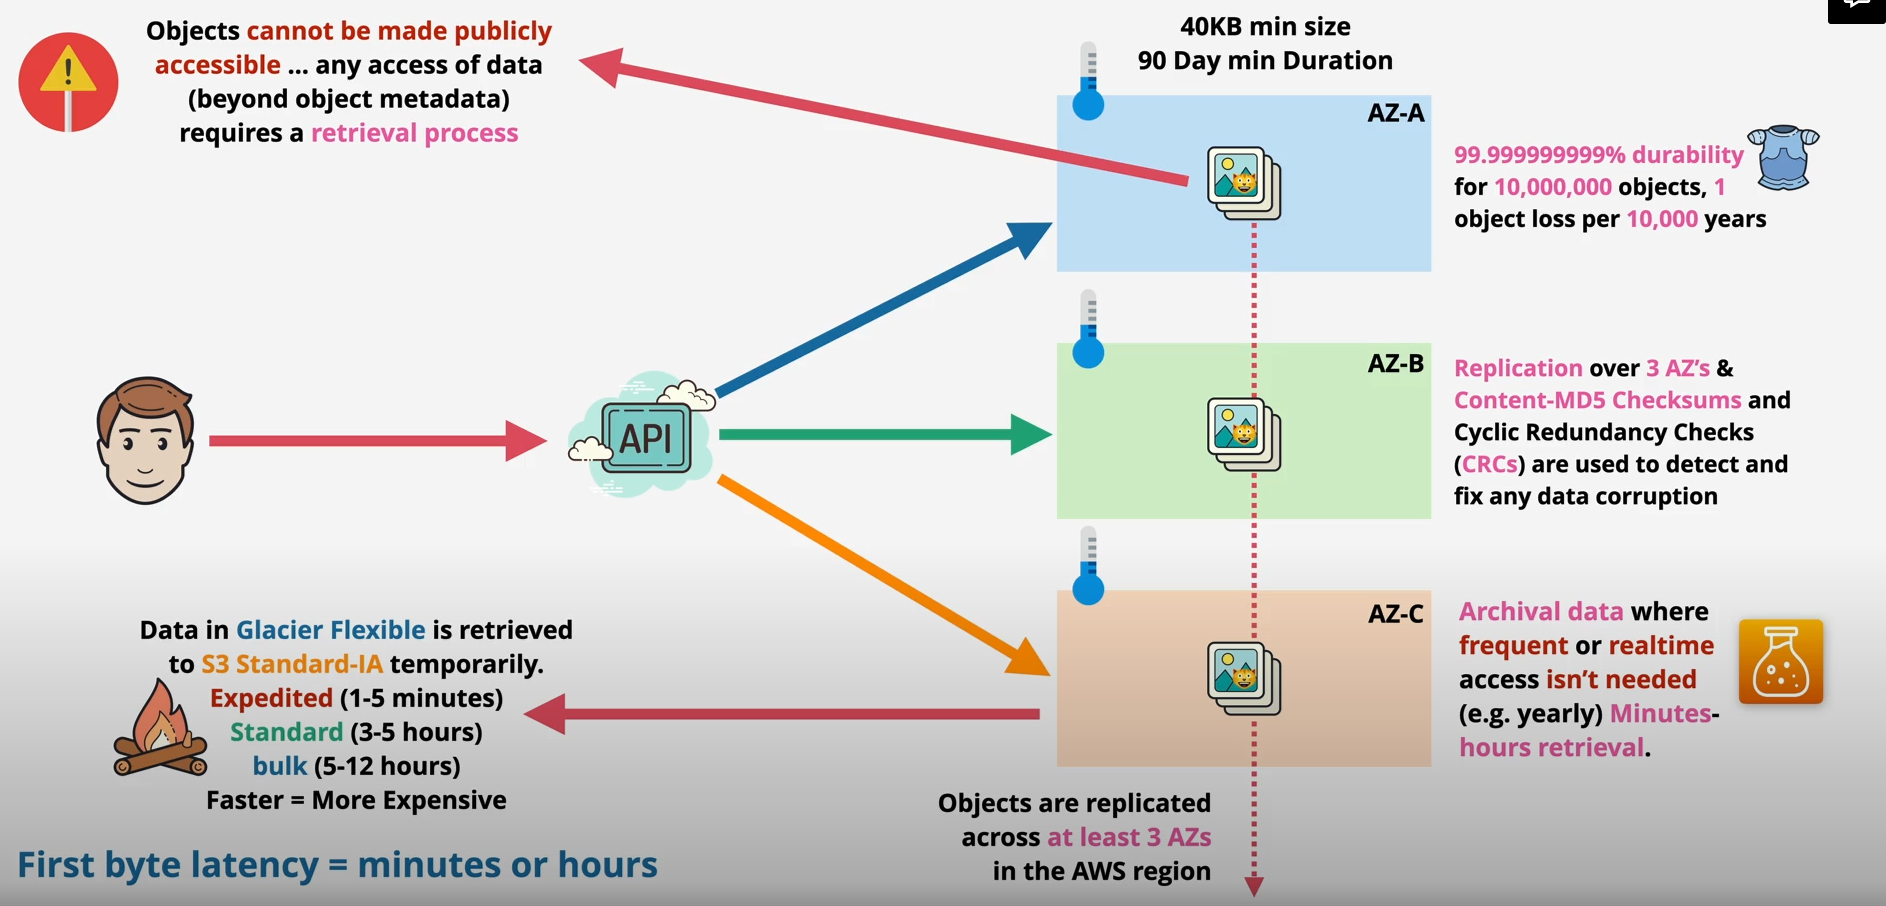 Objects cannot be made publicly
accessible ... any access of data
(beyond object metadata)
requires a retrieval process
40KB min size
90 Day min Duration
AZ-A
99.999999999% durability
for 10,000,000 objects, 1
object loss per 10,000 years
API
AZ-B
Replication over 3 AZ's &
Content-MD5 Checksums and
Cyclic Redundancy Checks
(CRCs) are used to detect and
fix any data corruption
AZ-C
Archival data where
frequent or realtime
access isn't needed
(e.g. yearly) Minutes-
hours retrieval.
Data in Glacier Flexible is retrieved
to S3 Standard-IA temporarily.
Expedited (1-5 minutes)
Standard (3-5 hours)
bulk (5-12 hours)
Faster = More Expensive
Objects are replicated
across at least 3 AZs
in the AWS region
First byte latency = minutes or hours